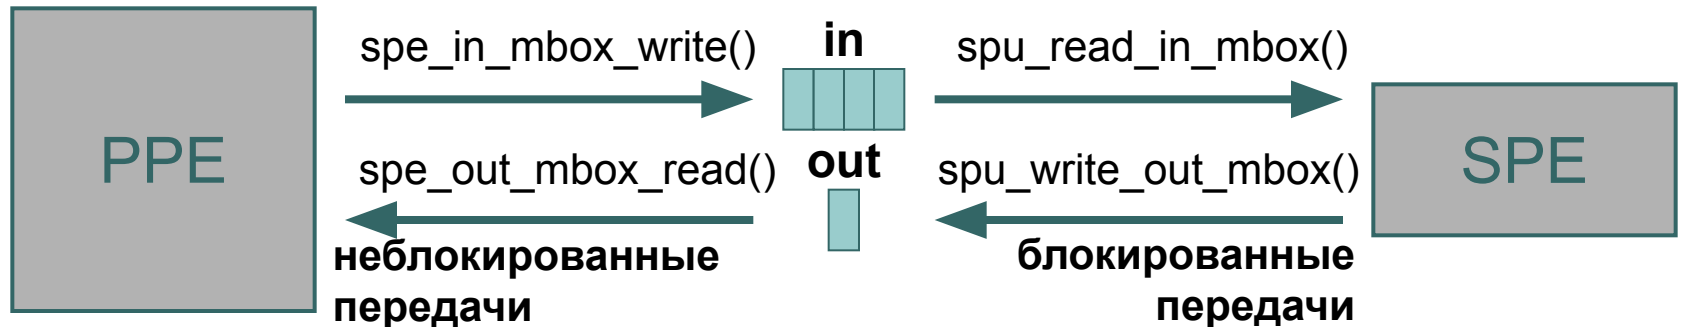 PPE
spe_in_mbox_write()
in
spu_read_in_mbox()
spe_out_mbox_read()
out
spu_write_out_mbox()
SPE
неблокированные
передачи
блокированные
передачи